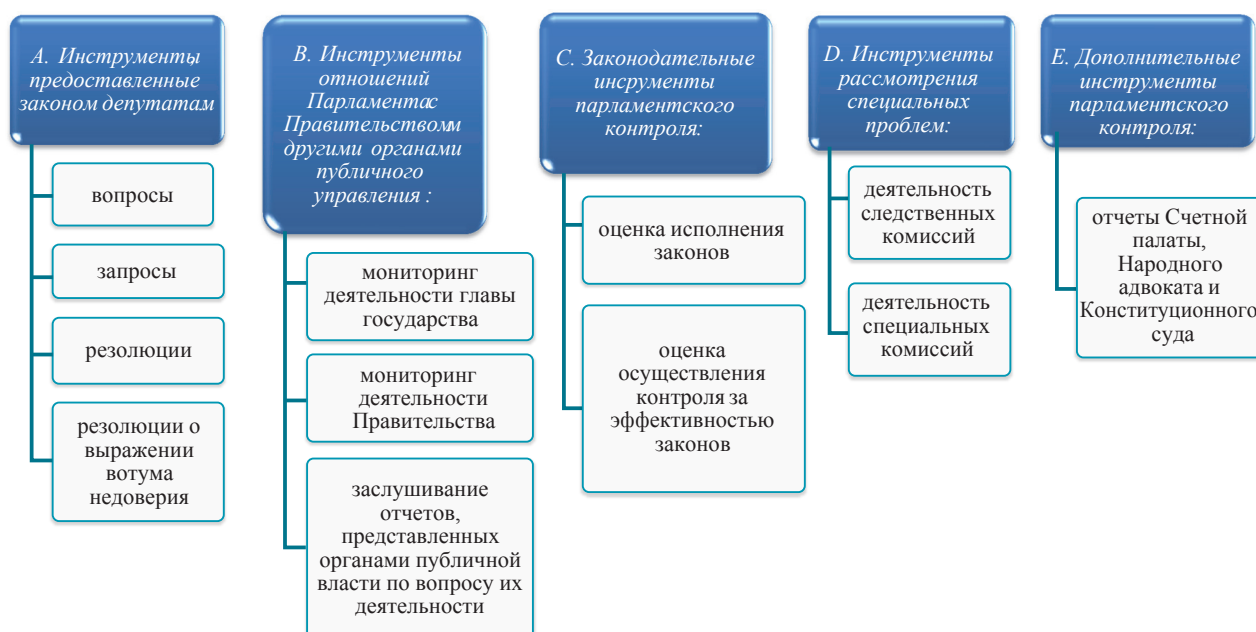 A. Инструменты,
предоставленные
законом депутатам
вопросы
запросы
резолюции
резолюции о
выражении
вотума
недоверия
B. Инструменты
отношений
Парламентас
Правительством и
другими органами
публичного
управления :
мониторинг
деятельности главы
государства
мониторинг
деятельности
Правительства
заслушивание
отчетов,
представленных
органами публичной
власти по вопросу их
деятельности
C. Законодательные
инсрументы
парламентского
контроля:
оценка исполнения
законов
оценка
осуществления
контроля за
эффективностью
законов
D. Инструменты
рассмотрения
специальных
проблем:
деятельность
следственных
комиссий
деятельность
специальных
комиссий
E. Дополнительные
инструменты
парламентского
контроля:
отчеты Счетной
палаты,
Народного
адвоката и
Конституционного
суда